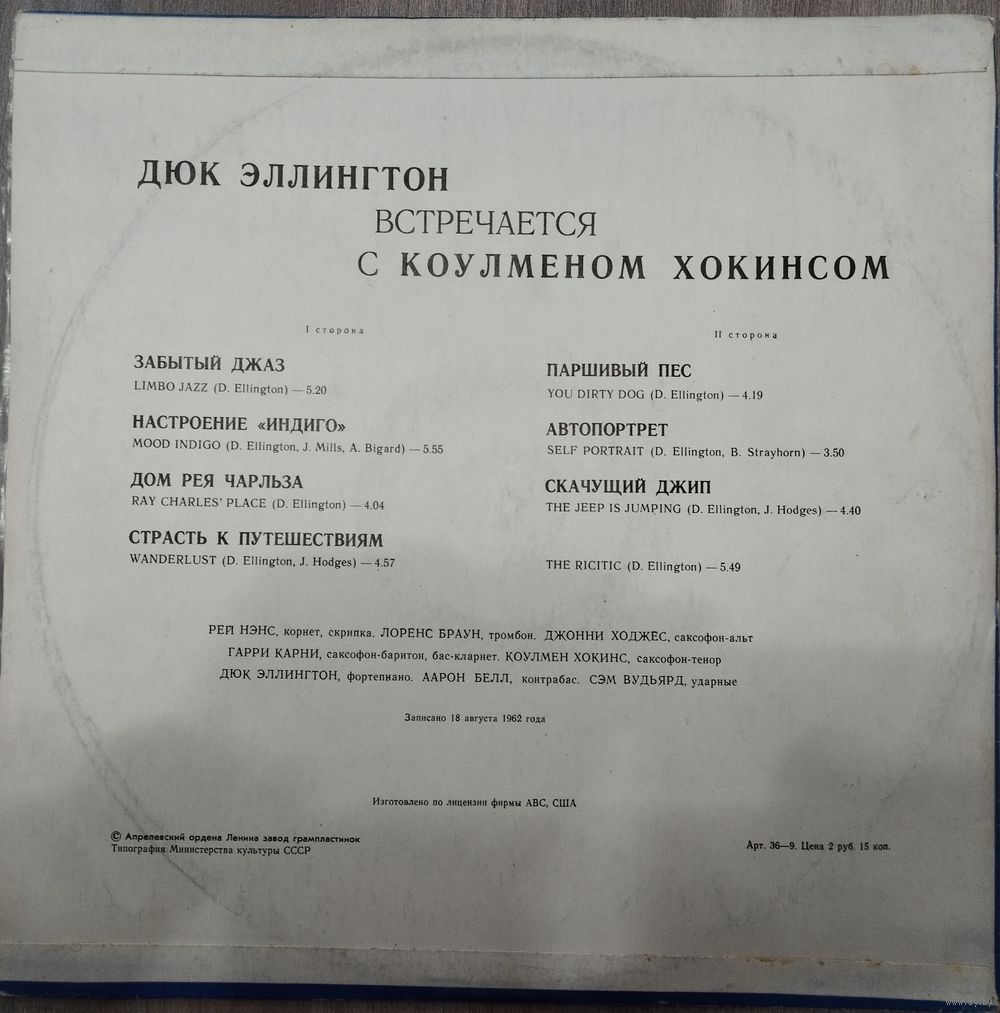 ДЮК ЭЛЛИНГТОН
ВСТРЕЧАЕТСЯ
С КОУЛМЕНОМ ХОКИНСОМ
I сторона
ЗАБЫТЫЙ ДЖАЗ
LIMBO JAZZ (D. Ellington) — 5.20
НАСТРОЕНИЕ «ИНДИГО»
MOOD INDIGO (D. Ellington, J. Mills, A. Bigard) — 5.55
ДОМ РЕЯ ЧАРЛЬЗА
RAY CHARLES' PLACE (D. Ellington) — 4.04
СТРАСТЬ К ПУТЕШЕСТВИЯМ
WANDERLUST (D. Ellington, J. Hodges) — 4.57
II сторона
ПАРШИВЫЙ ПЕС
YOU DIRTY DOG (D. Ellington) — 4.19
АВТОПОРТРЕТ
SELF PORTRAIT (D. Ellington, B. Strayhorn) — 3.50
СКАЧУЩИЙ ДЖИП
THE JEEP IS JUMPING (D. Ellington, J. Hodges) — 4.40
THE RICITIC (D. Ellington) — 5.49
РЕЙ НЭНС, корнет, скрипка. ЛОРЕНС БРАУН, тромбон. ДЖОННИ ХОДЖЕС, саксофон-альт
ГАРРИ КАРНИ, саксофон-баритон, бас-кларнет. КОУЛМЕН ХОКИНС, саксофон-тенор
ДЮК ЭЛЛИНГТОН, фортепиано. ААРОН БЕЛЛ, контрабас. СЭМ ВУДЬЯРД, ударные
Записано 18 августа 1962 года
Изготовлено по лицензии фирмы АВС, США
© Апрелевский ордена Ленина завод грампластинок
Типография Министерства культуры СССР
Арт. 36—9. Цена 2 руб. 15 коп.
www.ay.by